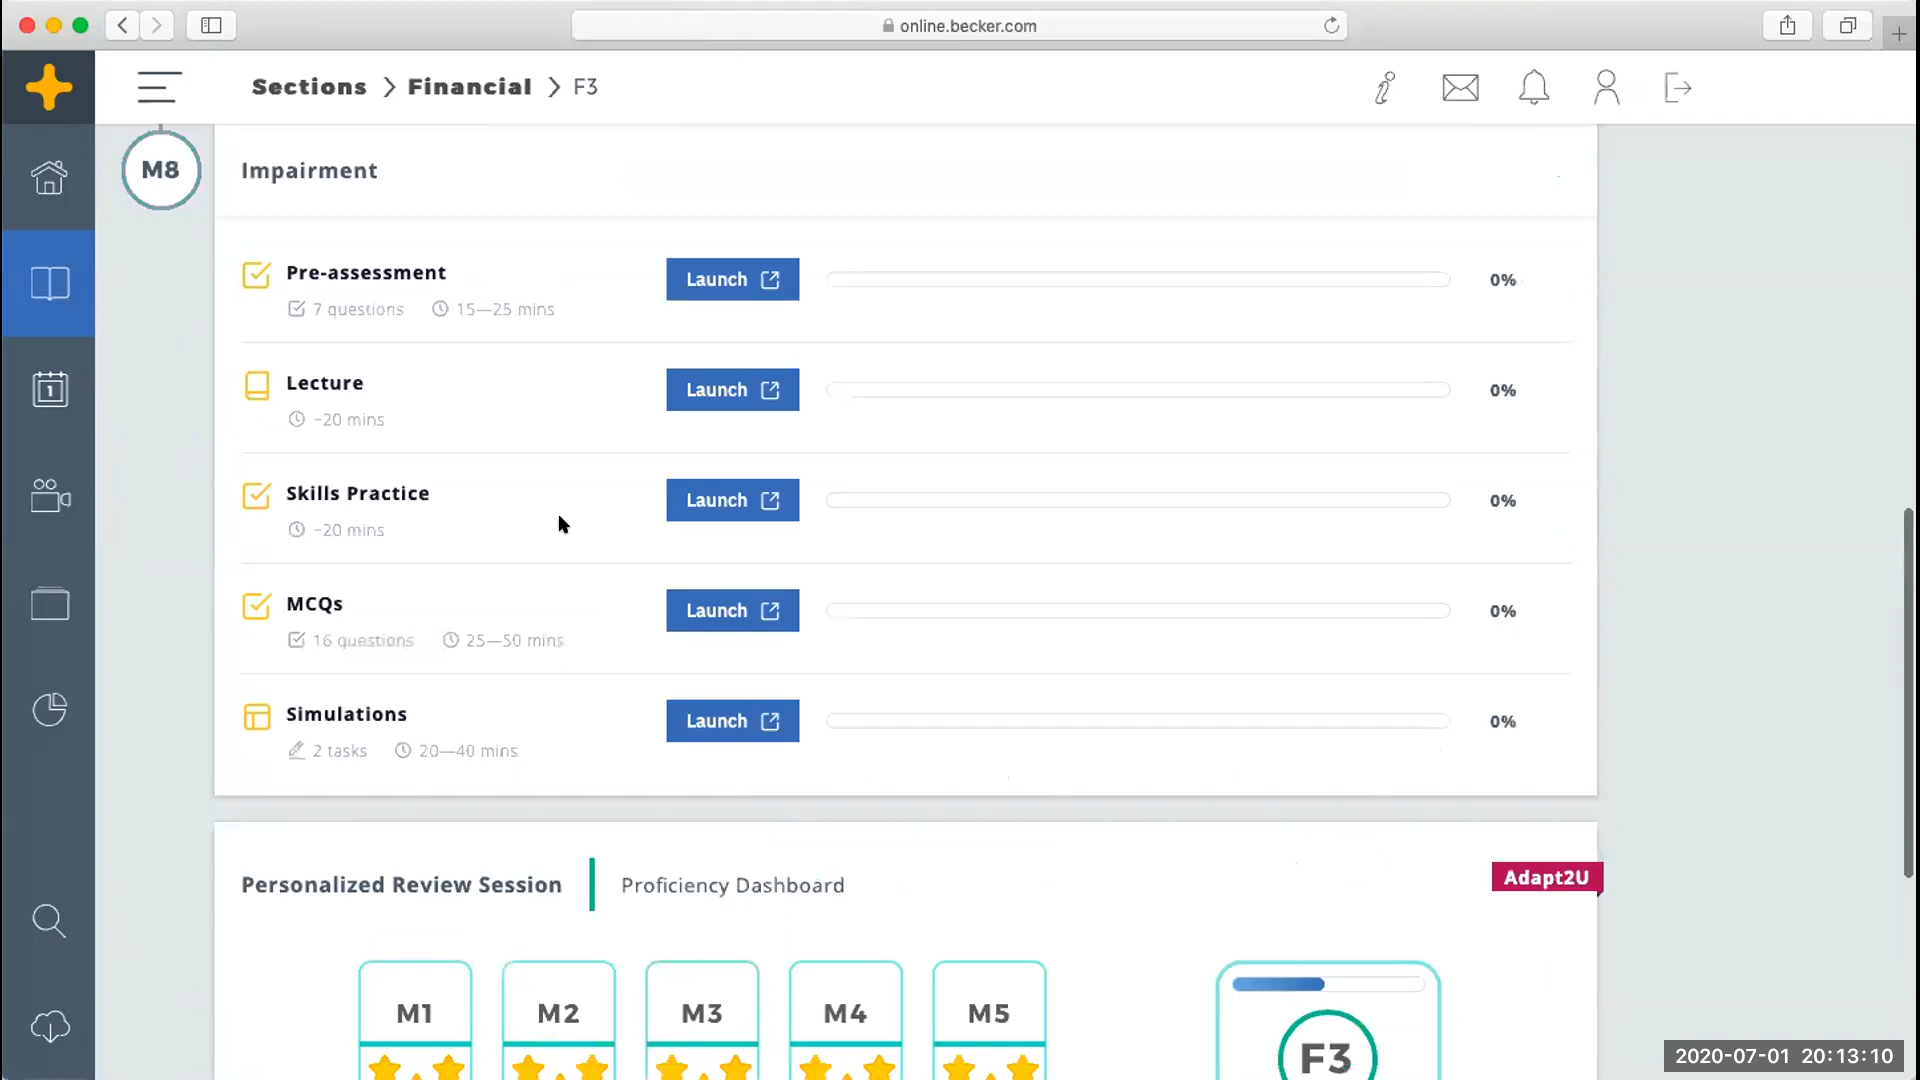 online.becker.com
Sections > Financial > F3
M8
Impairment
Pre-assessment
Launch
0%
7 questions
15—25 mins
1
Lecture
Launch
0%
~20 mins
Skills Practice
Launch
0%
~20 mins
MCQs
Launch
0%
16 questions
25—50 mins
Simulations
Launch
0%
2 tasks
20—40 mins
Personalized Review Session
Proficiency Dashboard
Adapt2U
M1
M2
M3
M4
M5
F3
2020-07-01 20:13:10